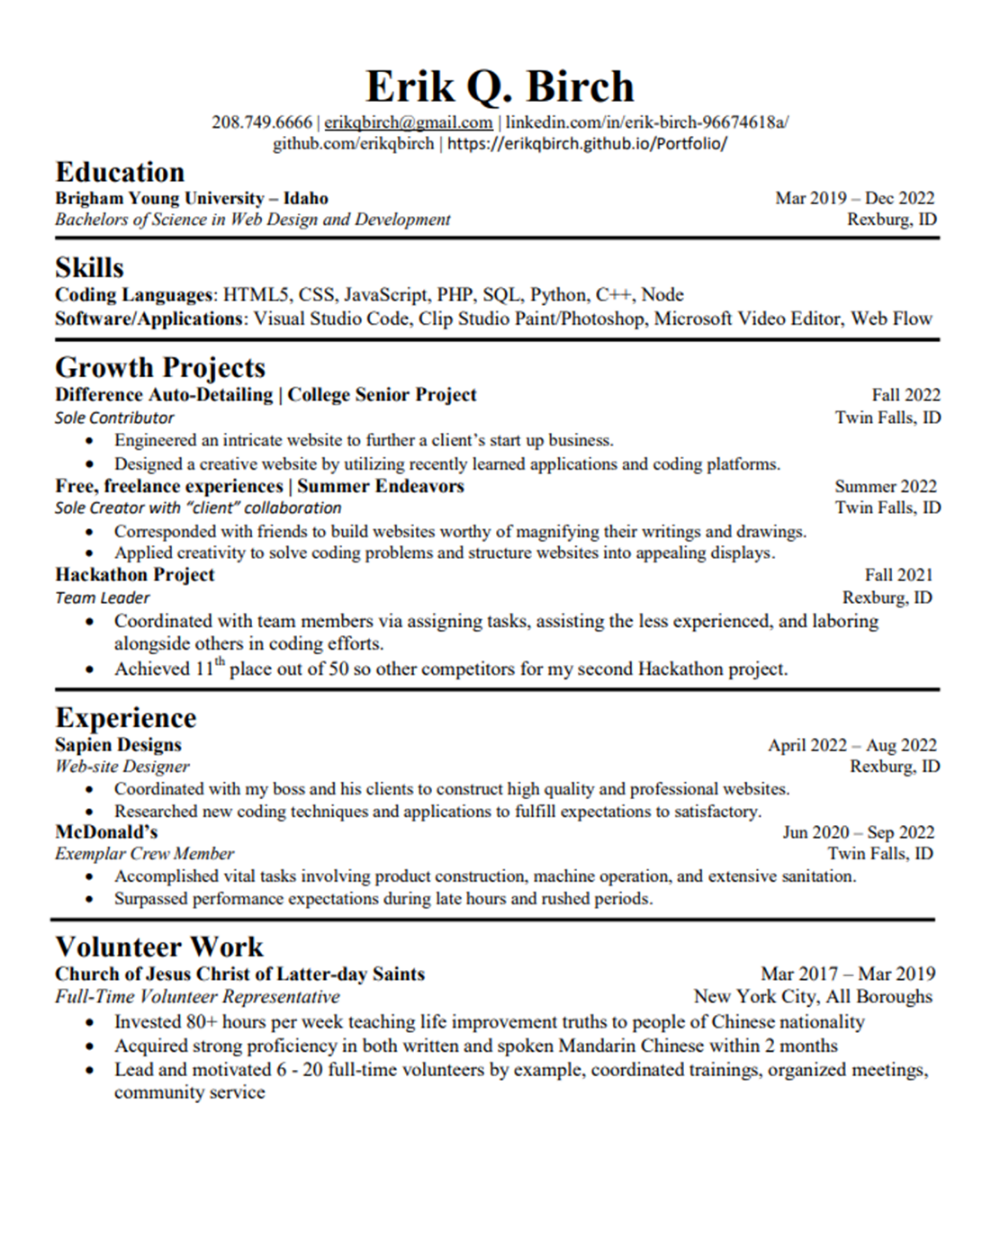 Erik Q. Birch
208.749.6666 | erikqbirch@gmail.com | linkedin.com/in/erik-birch-96674618a/
github.com/erikqbirch | https://erikqbirch.github.io/Portfolio/
Education
Brigham Young University – Idaho Mar 2019 – Dec 2022
Bachelors of Science in Web Design and Development Rexburg, ID
Skills
Coding Languages: HTML5, CSS, JavaScript, PHP, SQL, Python, C++, Node
Software/Applications: Visual Studio Code, Clip Studio Paint/Photoshop, Microsoft Video Editor, Web Flow
Growth Projects
Difference Auto-Detailing | College Senior Project Fall 2022
Sole Contributor Twin Falls, ID
• Engineered an intricate website to further a client's start up business.
• Designed a creative website by utilizing recently learned applications and coding platforms.
Free, freelance experiences | Summer Endeavors Summer 2022
Sole Creator with “client” collaboration Twin Falls, ID
• Corresponded with friends to build websites worthy of magnifying their writings and drawings.
• Applied creativity to solve coding problems and structure websites into appealing displays.
Hackathon Project Fall 2021
Team Leader Rexburg, ID
• Coordinated with team members via assigning tasks, assisting the less experienced, and laboring
alongside others in coding efforts.
• Achieved 11th place out of 50 so other competitors for my second Hackathon project.
Experience
Sapien Designs April 2022 – Aug 2022
Web-site Designer Rexburg, ID
• Coordinated with my boss and his clients to construct high quality and professional websites.
• Researched new coding techniques and applications to fulfill expectations to satisfactory.
McDonald's Jun 2020 – Sep 2022
Exemplar Crew Member Twin Falls, ID
• Accomplished vital tasks involving product construction, machine operation, and extensive sanitation.
• Surpassed performance expectations during late hours and rushed periods.
Volunteer Work
Church of Jesus Christ of Latter-day Saints Mar 2017 – Mar 2019
Full-Time Volunteer Representative New York City, All Boroughs
• Invested 80+ hours per week teaching life improvement truths to people of Chinese nationality
• Acquired strong proficiency in both written and spoken Mandarin Chinese within 2 months
• Lead and motivated 6 - 20 full-time volunteers by example, coordinated trainings, organized meetings,
community service